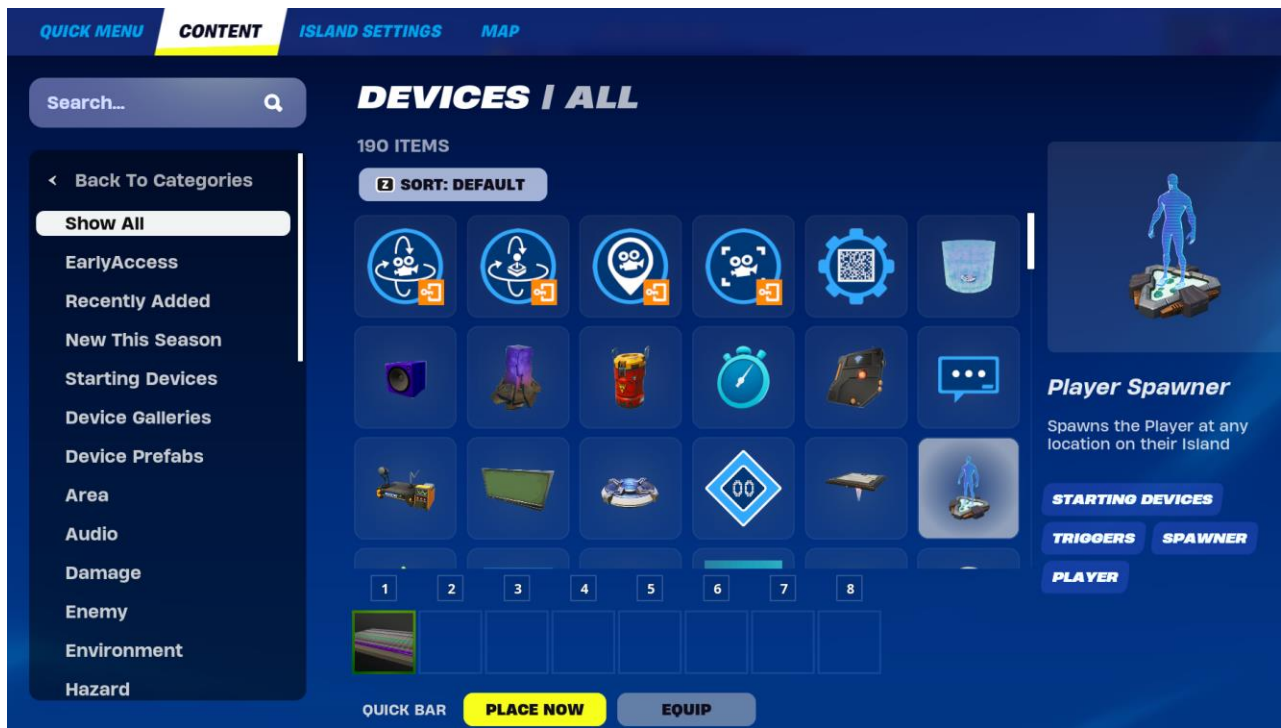 QUICK MENU CONTENT ISLAND SETTINGS MAP
Search...
< Back To Categories
Show All
EarlyAccess
Recently Added
New This Season
Starting Devices
Device Galleries
Device Prefabs
Area
Audio
Damage
Enemy
Environment
Hazard
DEVICES / ALL
190 ITEMS
Z SORT: DEFAULT
00
1 2 3 4 5 6 7 8
QUICK BAR PLACE NOW EQUIP
Player Spawner
Spawns the Player at any
location on their Island
STARTING DEVICES
TRIGGERS SPAWNER
PLAYER